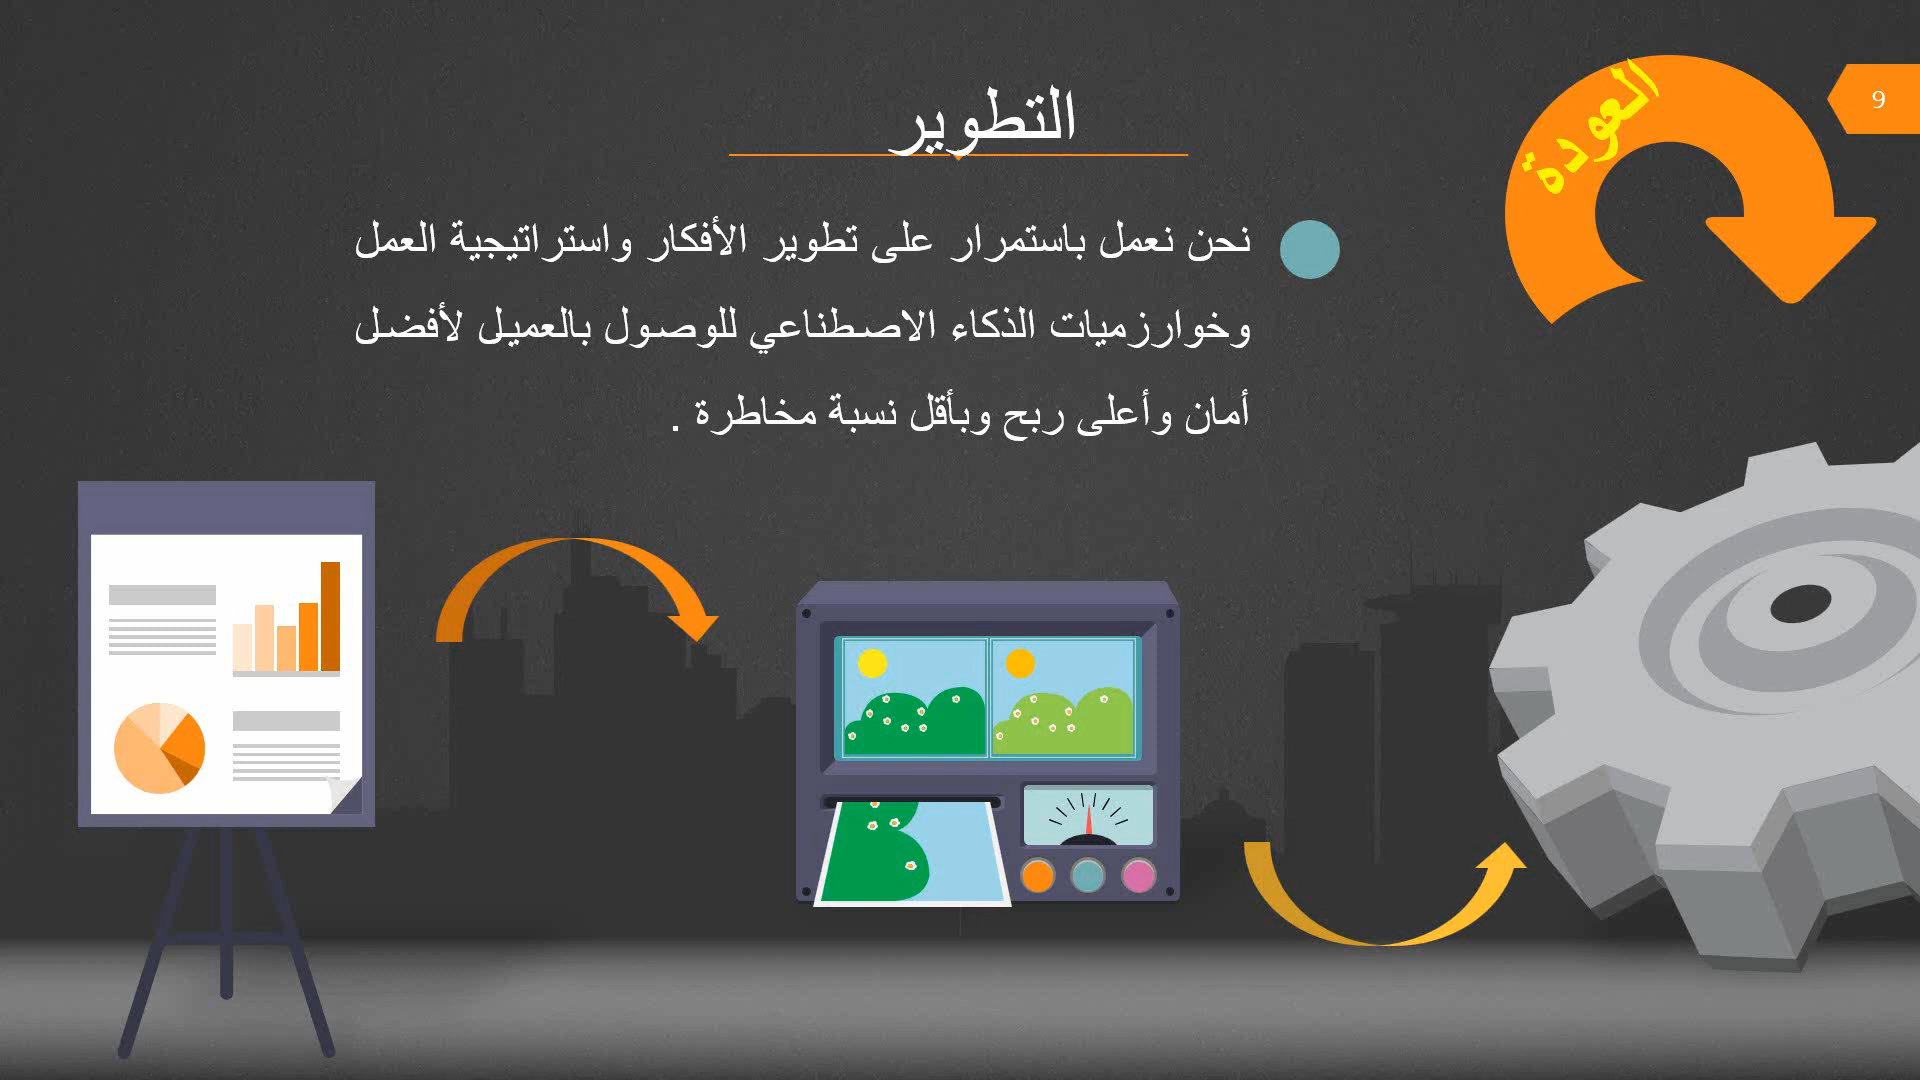 التطوير
نحن نعمل باستمرار على تطوير الأفكار واستراتيجية العمل
وخوارزميات الذكاء الاصطناعي للوصول بالعميل لأفضل
أمان وأعلى ربح وبأقل نسبة مخاطرة .
العودة
9